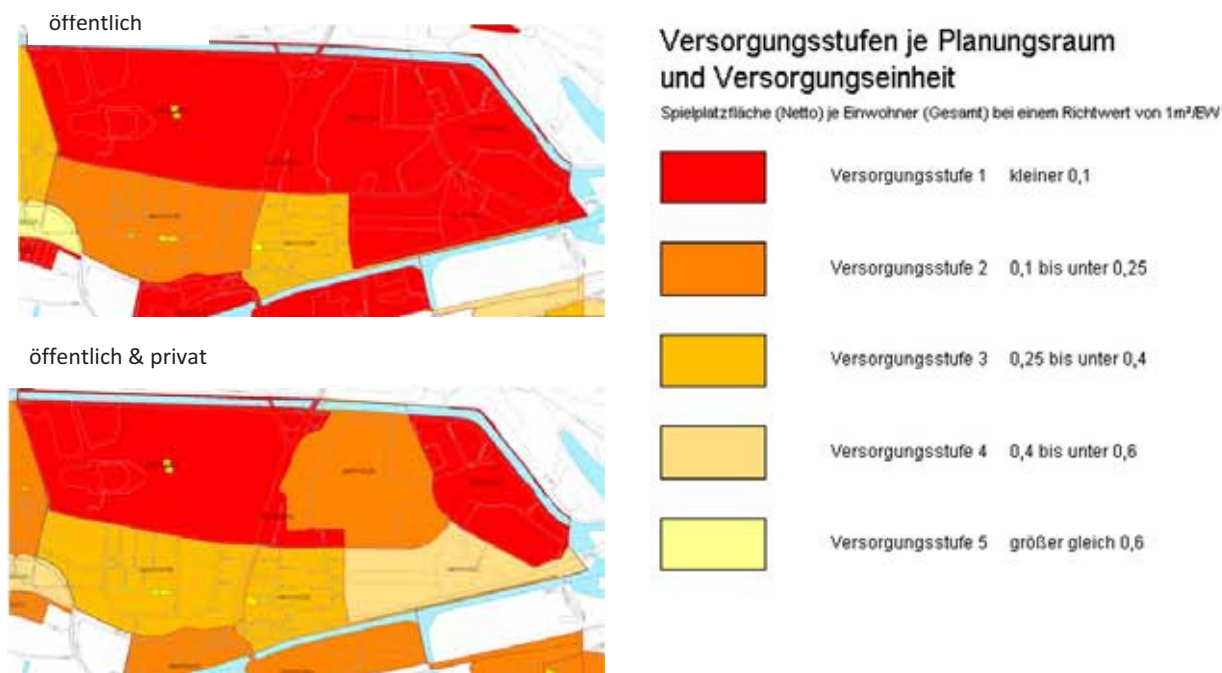 öffentlich
öffentlich & privat
Versorgungsstufen je Planungsraum
und Versorgungseinheit
Spielplatzfläche (Netto) je Einwohner (Gesamt) bei einem Richtwert von 1m²/EW
Versorgungsstufe 1 kleiner 0,1
Versorgungsstufe 2 0,1 bis unter 0,25
Versorgungsstufe 3 0,25 bis unter 0,4
Versorgungsstufe 4 0,4 bis unter 0,6
Versorgungsstufe 5 größer gleich 0,6